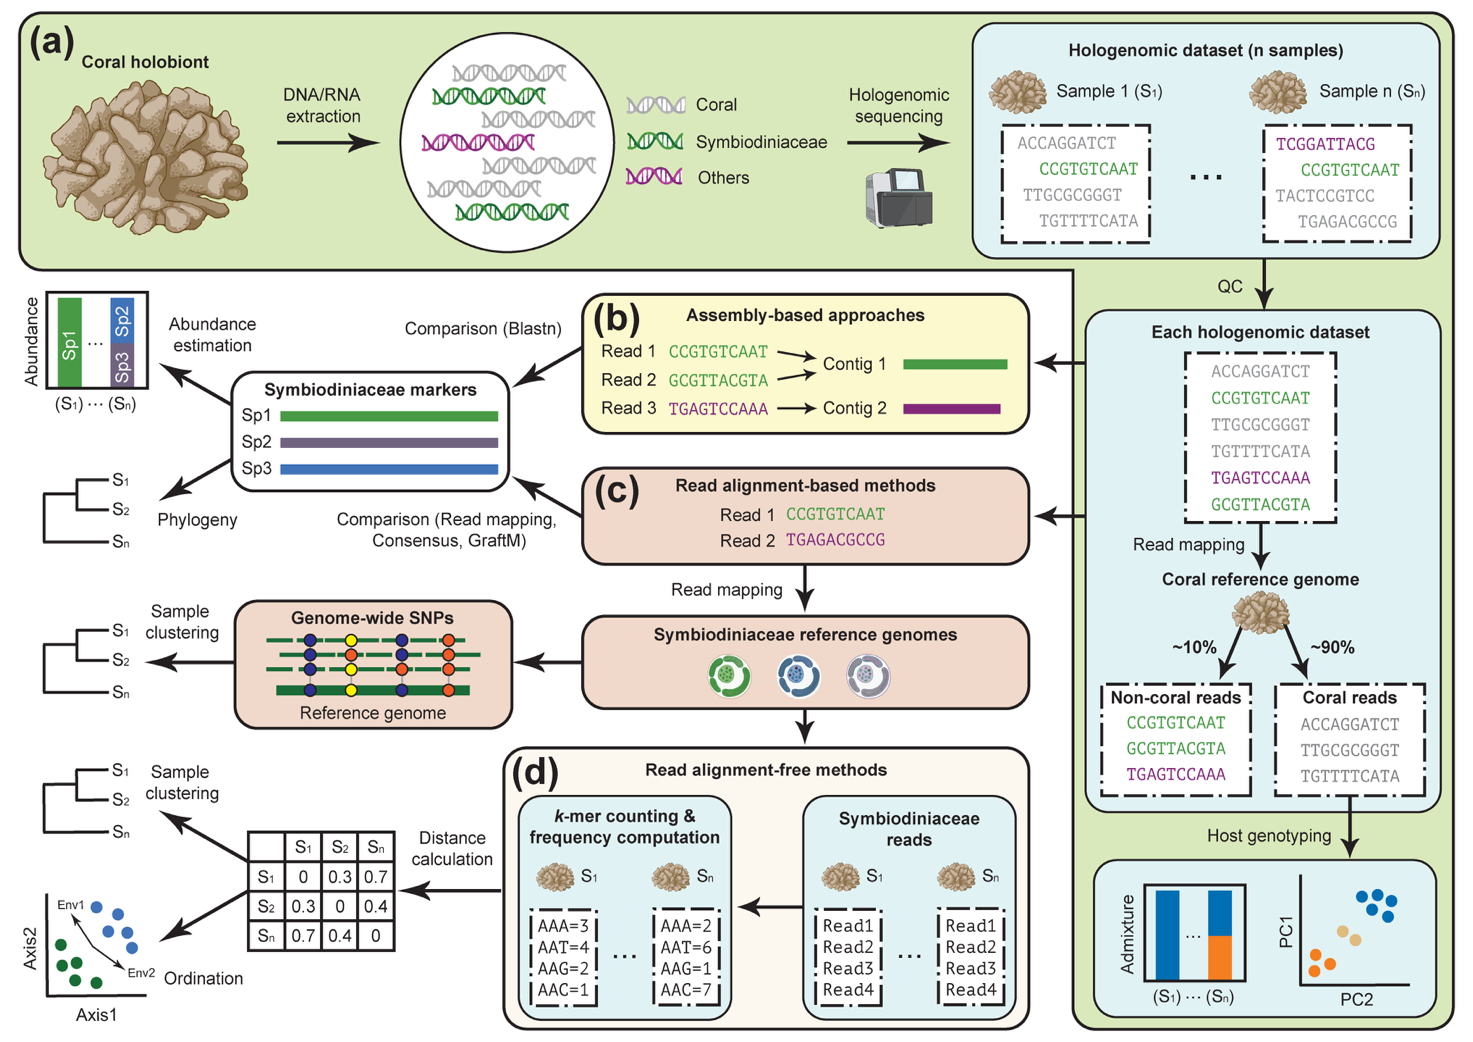 (a)
Coral holobiont
DNA/RNA
extraction
Coral
Symbiodiniaceae
Others
Hologenomic
sequencing
Hologenomic dataset (n samples)
Sample 1 (S1)
Sample n (Sn)
ACCAGGATCT
CCGTGTCAAT
TTGCGCGGGT
TGTTTTCATA
...
TCGGATTACG
CCGTGTCAAT
TACTCCGTCC
TGAGACGCCG
QC
Each hologenomic dataset
ACCAGGATCT
CCGTGTCAAT
TTGCGCGGGT
TGTTTTCATA
TGAGTCCAAA
GCGTTACGTA
Read mapping
Coral reference genome
~10%
~90%
Non-coral reads
CCGTGTCAAT
GCGTTACGTA
TGAGTCCAAA
Coral reads
ACCAGGATCT
TTGCGCGGGT
TGTTTTCATA
Host genotyping
Admixture
...
(S1) ... (Sn)
PC1
PC2
(b)
Assembly-based approaches
Read 1 CCGTGTCAAT
Read 2 GCGTTACGTA
Contig 1
Read 3 TGAGTCCAAA
Contig 2
Comparison (Blastn)
Symbiodiniaceae markers
Sp1
Sp2
Sp3
Abundance
estimation
Abundance
Sp1
...
Sp2
Sp3
(S1) ... (Sn)
Phylogeny
S1
S2
Sn
(c)
Read alignment-based methods
Read 1 CCGTGTCAAT
Read 2 TGAGACGCCG
Comparison (Read mapping,
Consensus, GraftM)
Read mapping
Symbiodiniaceae reference genomes
Genome-wide SNPs
Reference genome
Sample
clustering
S1
S2
Sn
(d)
Read alignment-free methods
k-mer counting &
frequency computation
S1
Sn
AAA=3
AAT=4
AAG=2
AAC=1
...
AAA=2
AAT=6
AAG=1
AAC=7
Symbiodiniaceae
reads
S1
Sn
Read1
Read2
Read3
Read4
...
Read1
Read2
Read3
Read4
Distance
calculation
S1 S2 Sn
S1 0 0.3 0.7
S2 0.3 0 0.4
Sn 0.7 0.4 0
Sample
clustering
S1
S2
Sn
Ordination
Env1
Env2
Axis2
Axis1